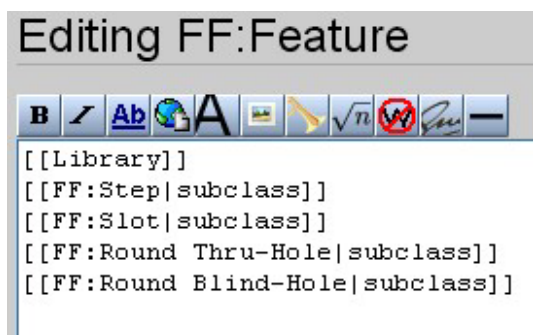 Editing FF:Feature
B I Ab A √n W
[[Library]]
[[FF:Step|subclass]]
[[FF:Slot|subclass]]
[[FF:Round Thru-Hole|subclass]]
[[FF:Round Blind-Hole|subclass]]